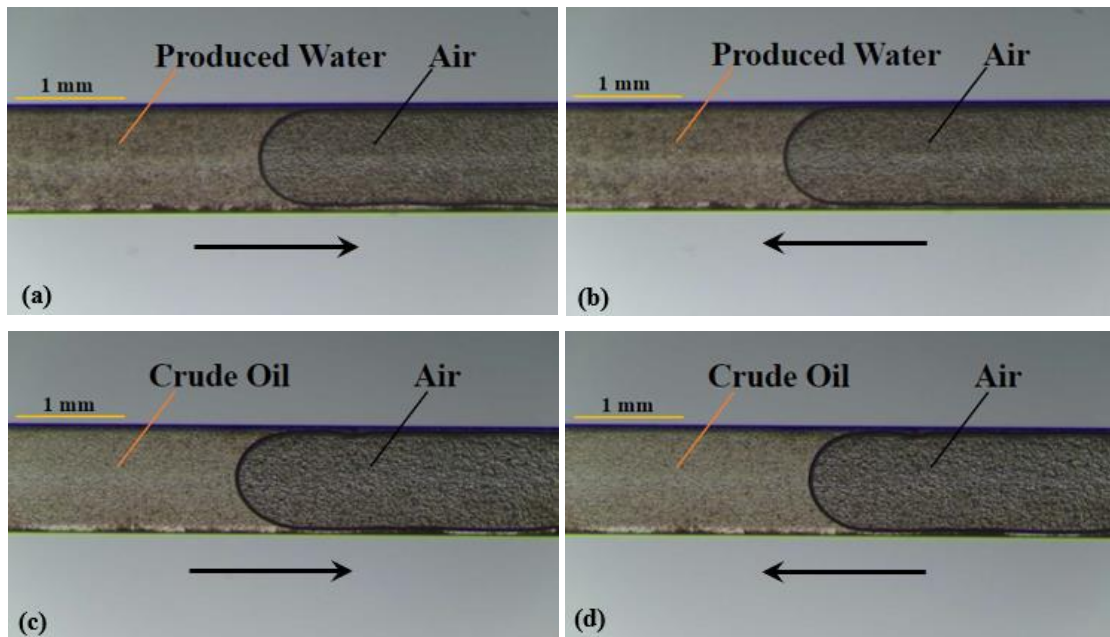 Produced Water Air
1 mm
(a)
Produced Water Air
1 mm
(b)
Crude Oil Air
1 mm
(c)
Crude Oil Air
1 mm
(d)